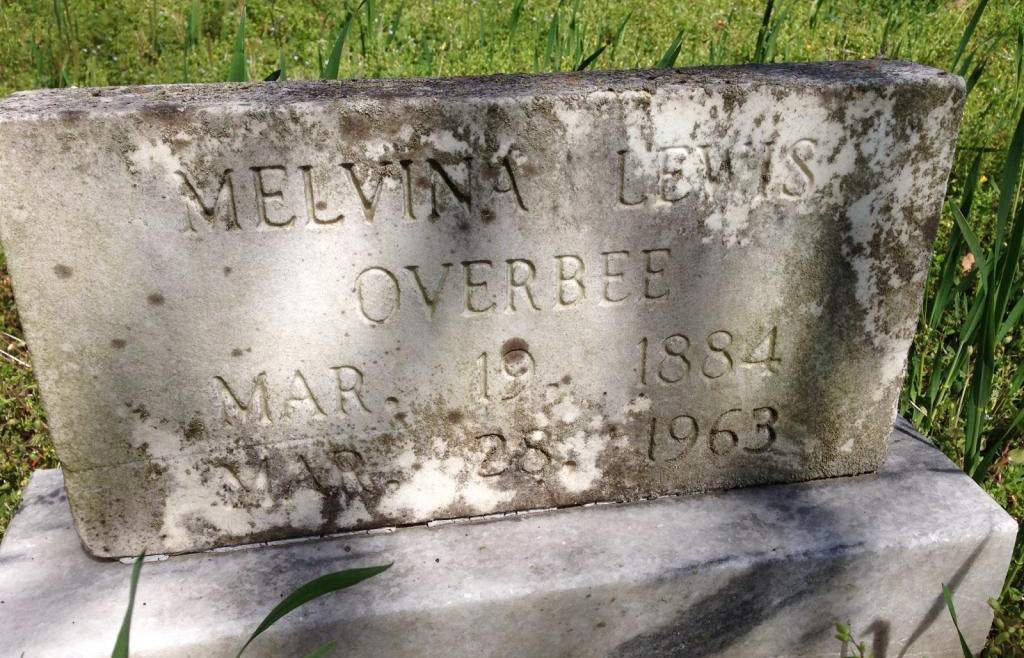 MELVINA LEWIS
OVERBEE
MAR. 19. 1884
MAR. 28. 1963